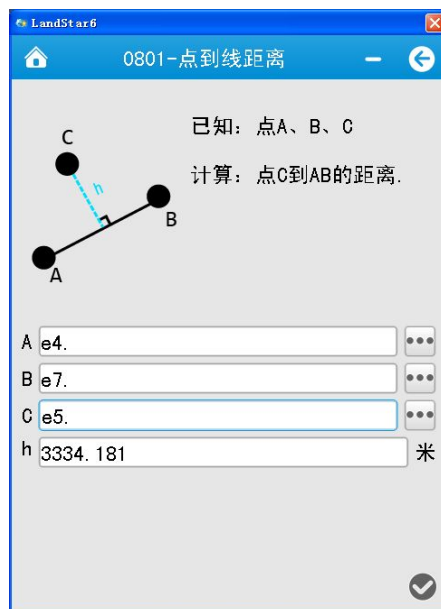 LandStar6
0801-点到线距离
已知: 点A、B、C
计算: 点C到AB的距离.
C
h
B
A
A e4.
B e7.
C e5.
h 3334.181 米